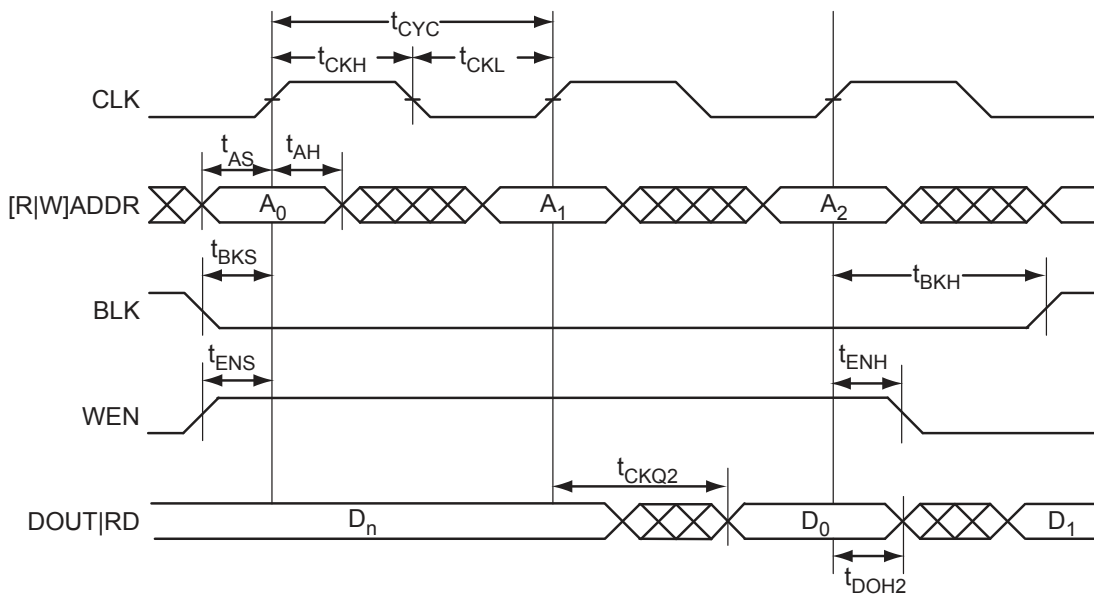 tCYC
tCKH
tCKL
CLK
tAS
tAH
[R|W]ADDR
A0
A1
A2
tBKS
tBKH
BLK
tENS
tENH
WEN
tCKQ2
DOUT|RD
Dn
D0
D1
tDOH2